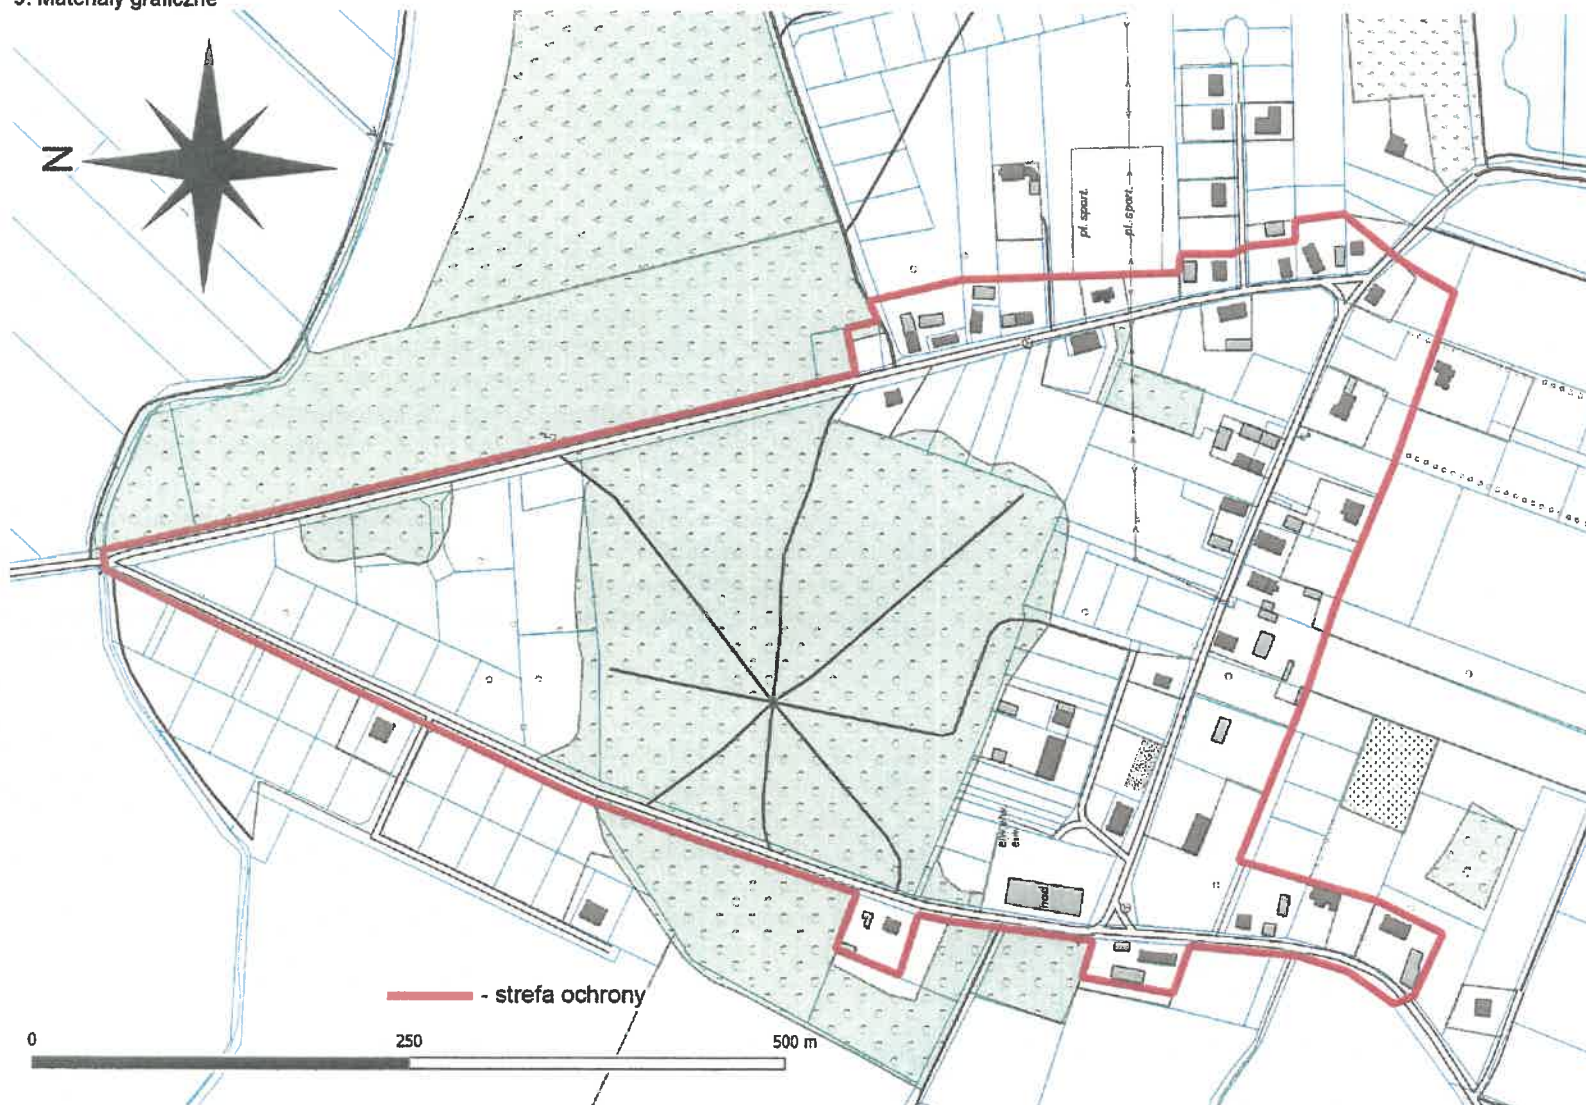 9. Materiały graficzne
N
pl. sport.
pl. sport.
- strefa ochrony
0 250 500 m